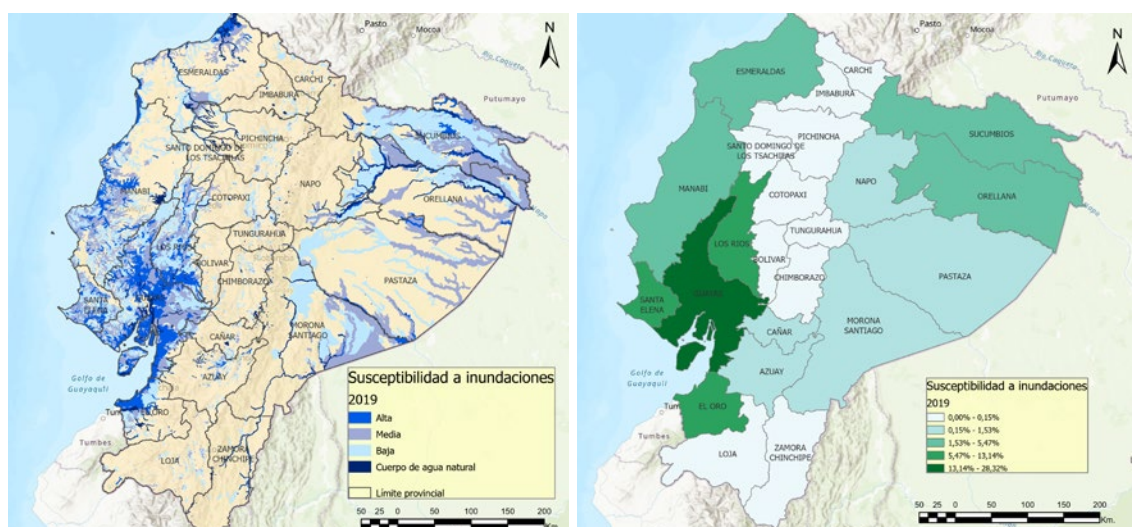 N
Pasto
Mocoa
Rio Caqueta
Putumayo
ESMERALDAS
CARCHI
IMBABURA
SUCUMBIOS
PICHINCHA
SANTO DOMINGO DE
LOS TSACHILAS
NAPO
ORELLANA
MANABI
COTOPAXI
TUNGURAHUA
LOS RIOS
BOLIVAR
CHIMBORAZO
PASTAZA
SANTA
ELENA
MORONA
SANTIAGO
CAÑAR
AZUAY
Golfo de
Guayaquil
EL ORO
Tumbes
LOJA
ZAMORA
CHINCHIPE
Susceptibilidad a inundaciones
2019
Alta
Media
Baja
Cuerpo de agua natural
Límite provincial
50 25 0 50 100 150 200
Km.
N
Pasto
Mocoa
Rio Caqueta
Putumayo
ESMERALDAS
CARCHI
IMBABURA
SUCUMBIOS
PICHINCHA
SANTO DOMINGO DE
LOS TSACHILAS
NAPO
ORELLANA
MANABI
COTOPAXI
TUNGURAHUA
LOS RIOS
BOLIVAR
CHIMBORAZO
PASTAZA
SANTA
ELENA
GUAYAS
MORONA
SANTIAGO
CAÑAR
AZUAY
Golfo de
Guayaquil
EL ORO
Tum
Tumbes
LOJA
ZAMORA
CHINCHIPE
Susceptibilidad a inundaciones
2019
0,00% - 0,15%
0,15% - 1,53%
1,53% - 5,47%
5,47% - 13,14%
13,14% - 28,32%
50 25 0 50 100 150 200
Km.